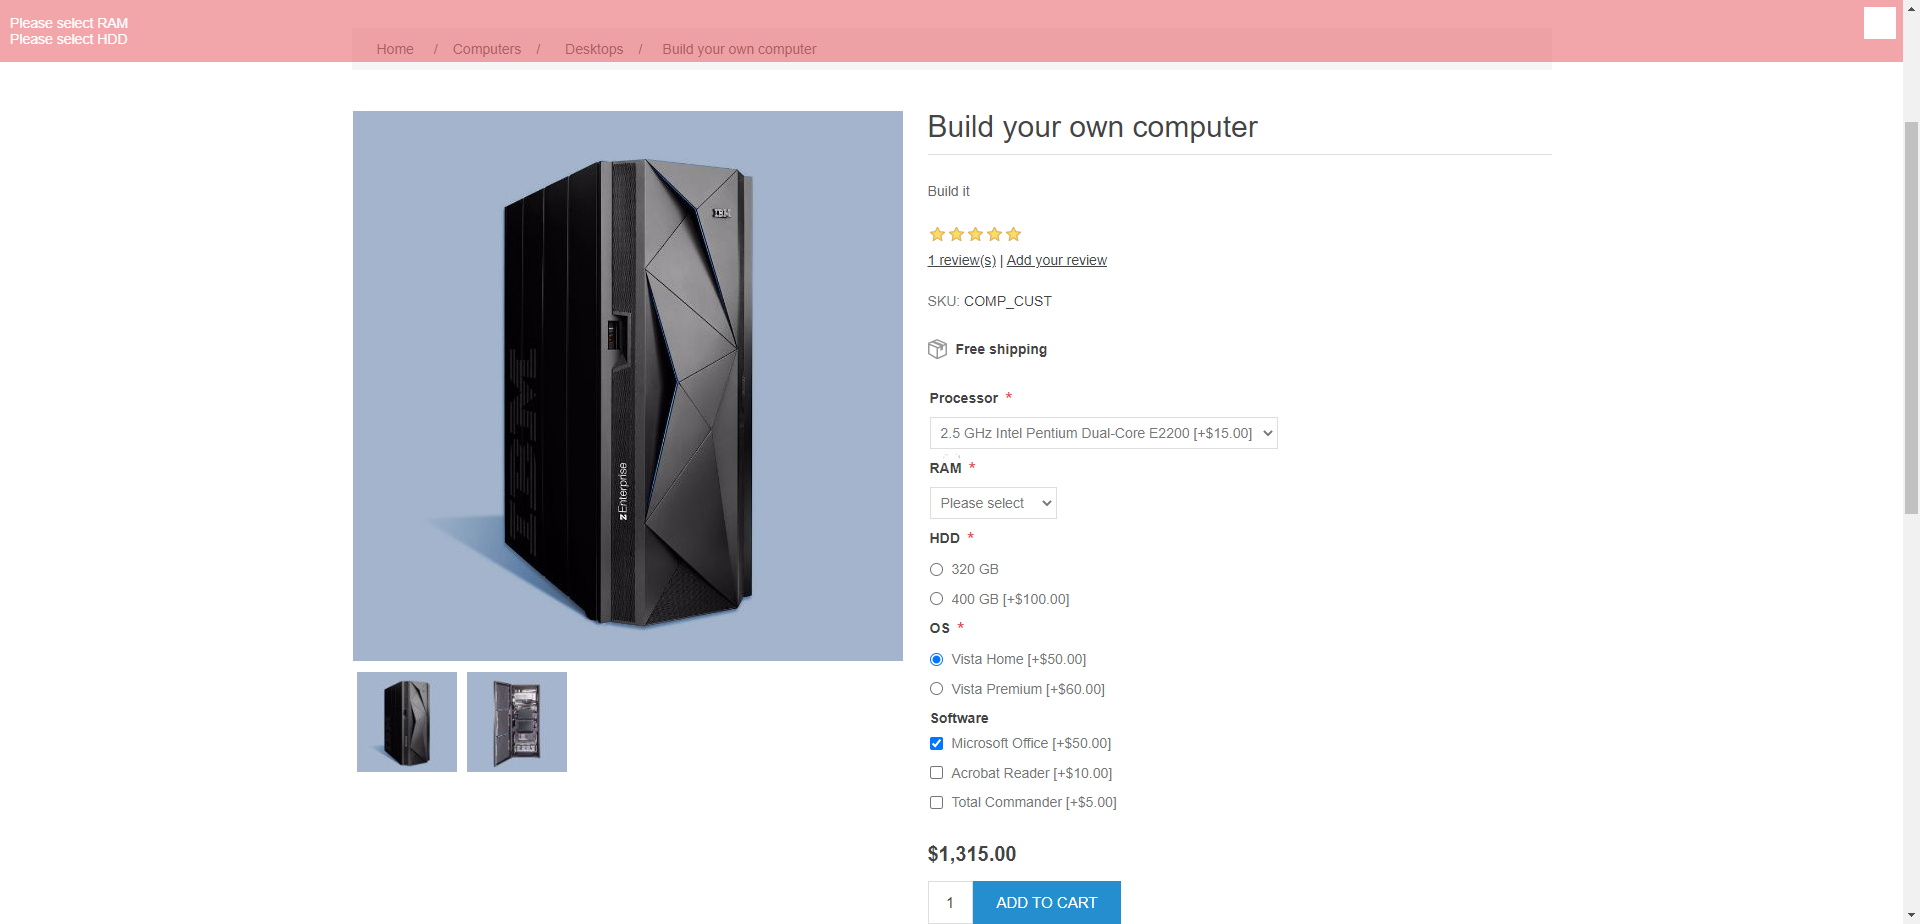 Please select RAM
Please select HDD
Home / Computers / Desktops / Build your own computer
Build your own computer
Build it
1 review(s) | Add your review
SKU: COMP_CUST
Free shipping
Processor *
2.5 GHz Intel Pentium Dual-Core E2200 [+$15.00]
RAM *
Please select
HDD *
320 GB
400 GB [+$100.00]
OS *
Vista Home [+$50.00]
Vista Premium [+$60.00]
Software
Microsoft Office [+$50.00]
Acrobat Reader [+$10.00]
Total Commander [+$5.00]
$1,315.00
1 ADD TO CART
IBM
IBM
zEnterprise